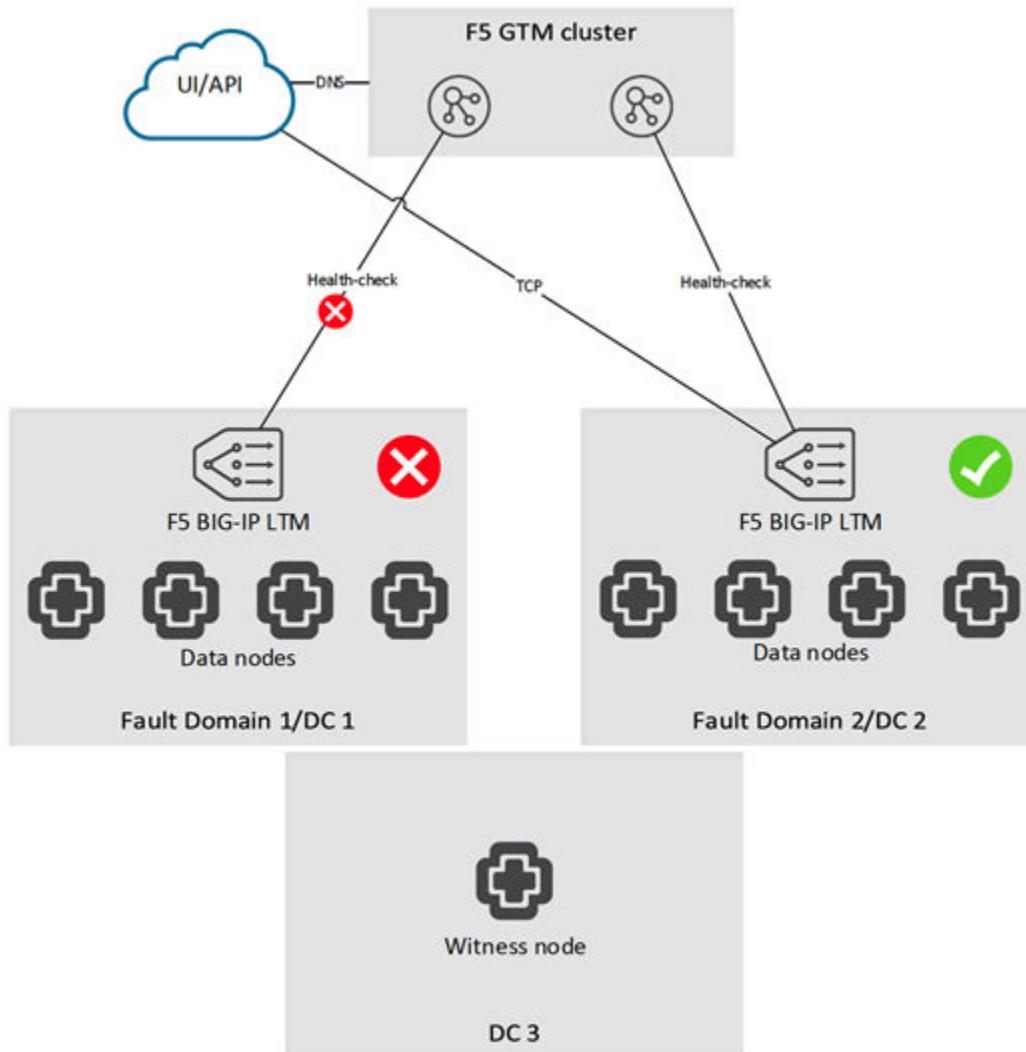 F5 GTM cluster
UI/API
DNS
Health-check
TCP
Health-check
F5 BIG-IP LTM
Data nodes
Fault Domain 1/DC 1
F5 BIG-IP LTM
Data nodes
Fault Domain 2/DC 2
Witness node
DC 3